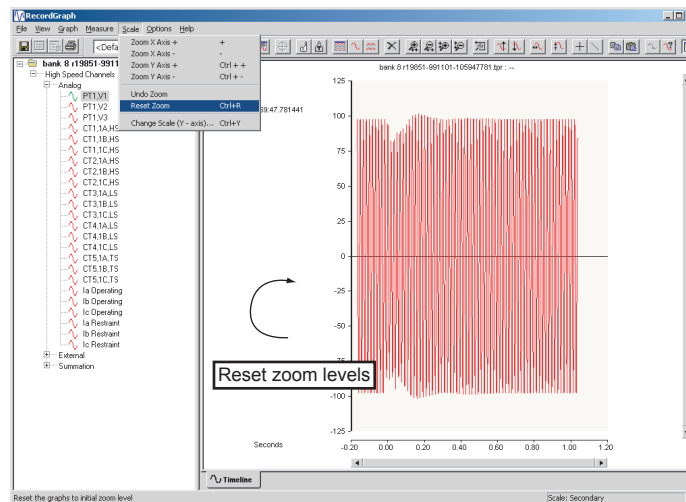 RecordGraph
File View Graph Measure Scale Options Help
<Defa
Zoom X Axis + +
Zoom X Axis - -
Zoom Y Axis + Ctrl + +
Zoom Y Axis - Ctrl + -
Undo Zoom
Reset Zoom Ctrl+R
Change Scale (Y - axis)... Ctrl+Y
bank 8 r19851-9911
High Speed Channels
Analog
PT1,V1
PT1,V2
PT1,V3
CT1,1A,HS
CT1,1B,HS
CT1,1C,HS
CT2,1A,HS
CT2,1B,HS
CT2,1C,HS
CT3,1A,LS
CT3,1B,LS
CT3,1C,LS
CT4,1A,LS
CT4,1B,LS
CT4,1C,LS
CT5,1A,TS
CT5,1B,TS
CT5,1C,TS
Ia Operating
Ib Operating
Ic Operating
Ia Restraint
Ib Restraint
Ic Restraint
External
Summation
bank 8 r19851-991101-105947781.tpr : --
59:47.781441
125
100
75
50
25
0
-25
-50
-75
-100
-125
Reset zoom levels
Seconds
-0.20 0.00 0.20 0.40 0.60 0.80 1.00 1.20
Timeline
Reset the graphs to initial zoom level
Scale: Secondary